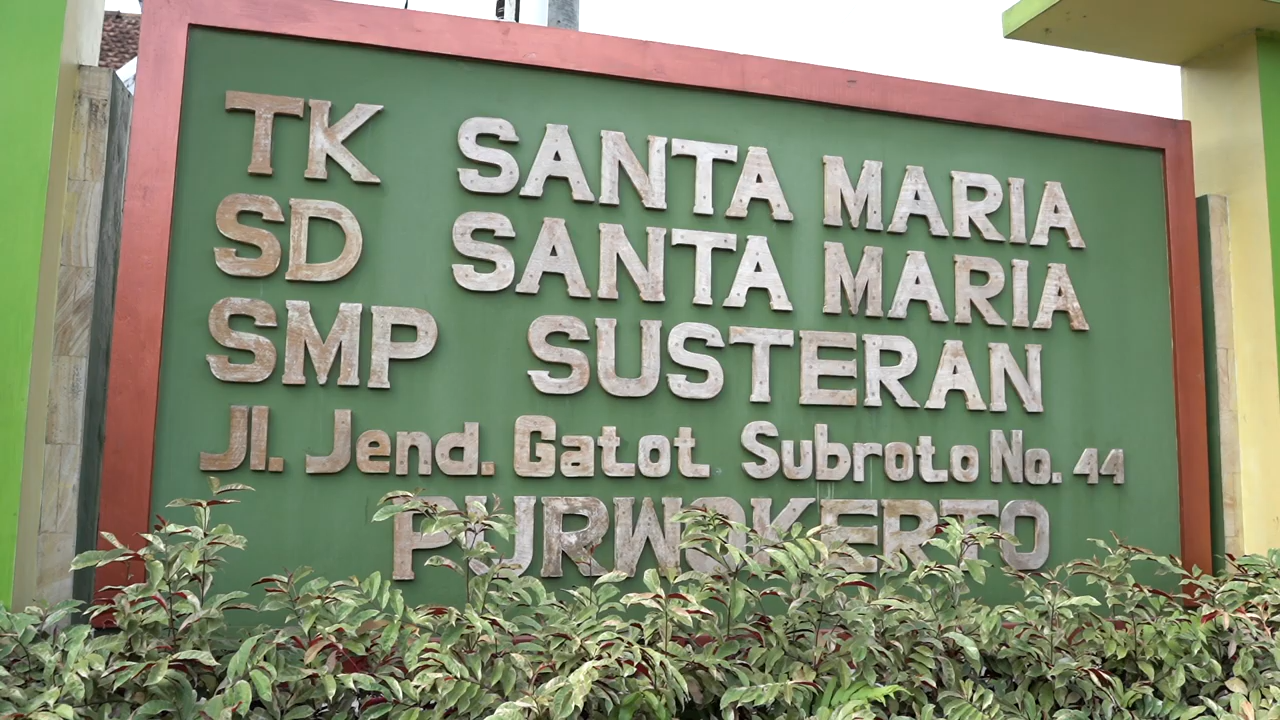 TK SANTA MARIA
SD SANTA MARIA
SMP SUSTERAN
Jl. Jend. Gatot Subroto No. 44
PURWOKERTO